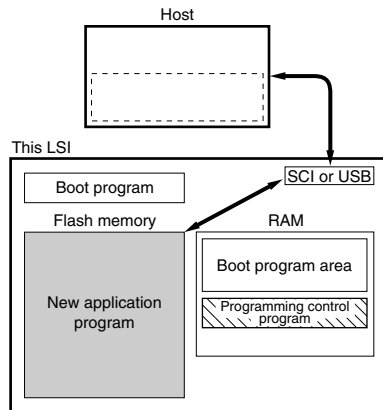 Host
This LSI
SCI or USB
Boot program
Flash memory
RAM
New application
program
Boot program area
Programming control
program